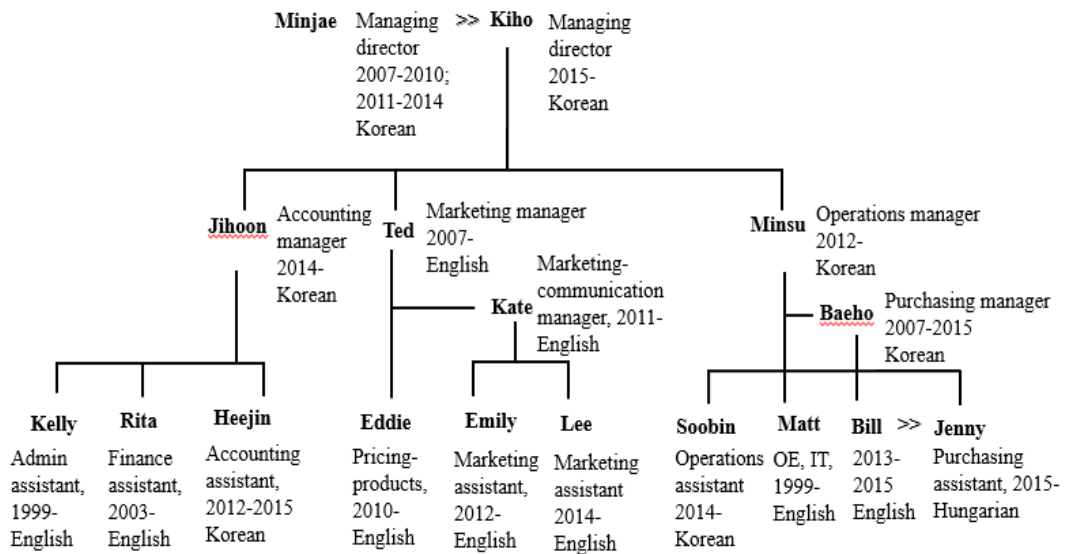 Minjae Managing director 2007-2010; 2011-2014 Korean
>>
Kiho Managing director 2015- Korean
Jihoon Accounting manager 2014- Korean
Ted Marketing manager 2007- English
Kate Marketing-communication manager, 2011- English
Minsu Operations manager 2012- Korean
Baeho Purchasing manager 2007-2015 Korean
Kelly
Admin
assistant,
1999-
English
Rita
Finance
assistant,
2003-
English
Heejin
Accounting
assistant,
2012-2015
Korean
Eddie
Pricing-
products,
2010-
English
Emily
Marketing
assistant,
2012-
English
Lee
Marketing
assistant
2014-
English
Soobin
Operations
assistant
2014-
Korean
Matt
OE, IT,
1999-
English
Bill >>
2013-
2015
English
Jenny
Purchasing
assistant, 2015-
Hungarian